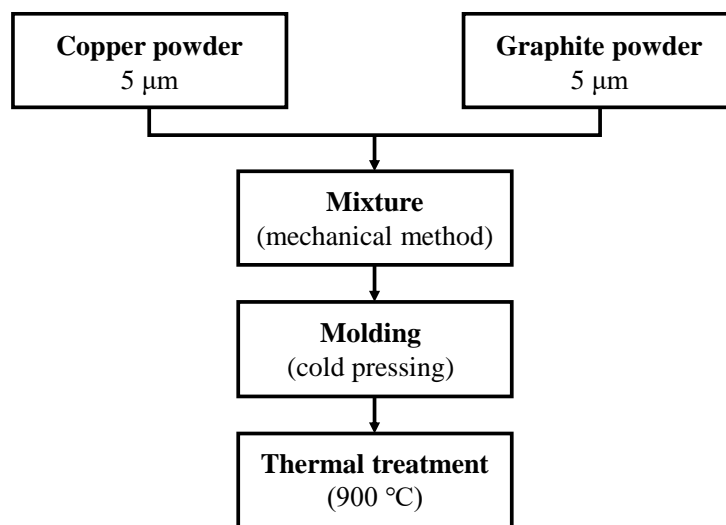 Copper powder
5 μm
Graphite powder
5 μm
Mixture
(mechanical method)
Molding
(cold pressing)
Thermal treatment
(900 ℃)